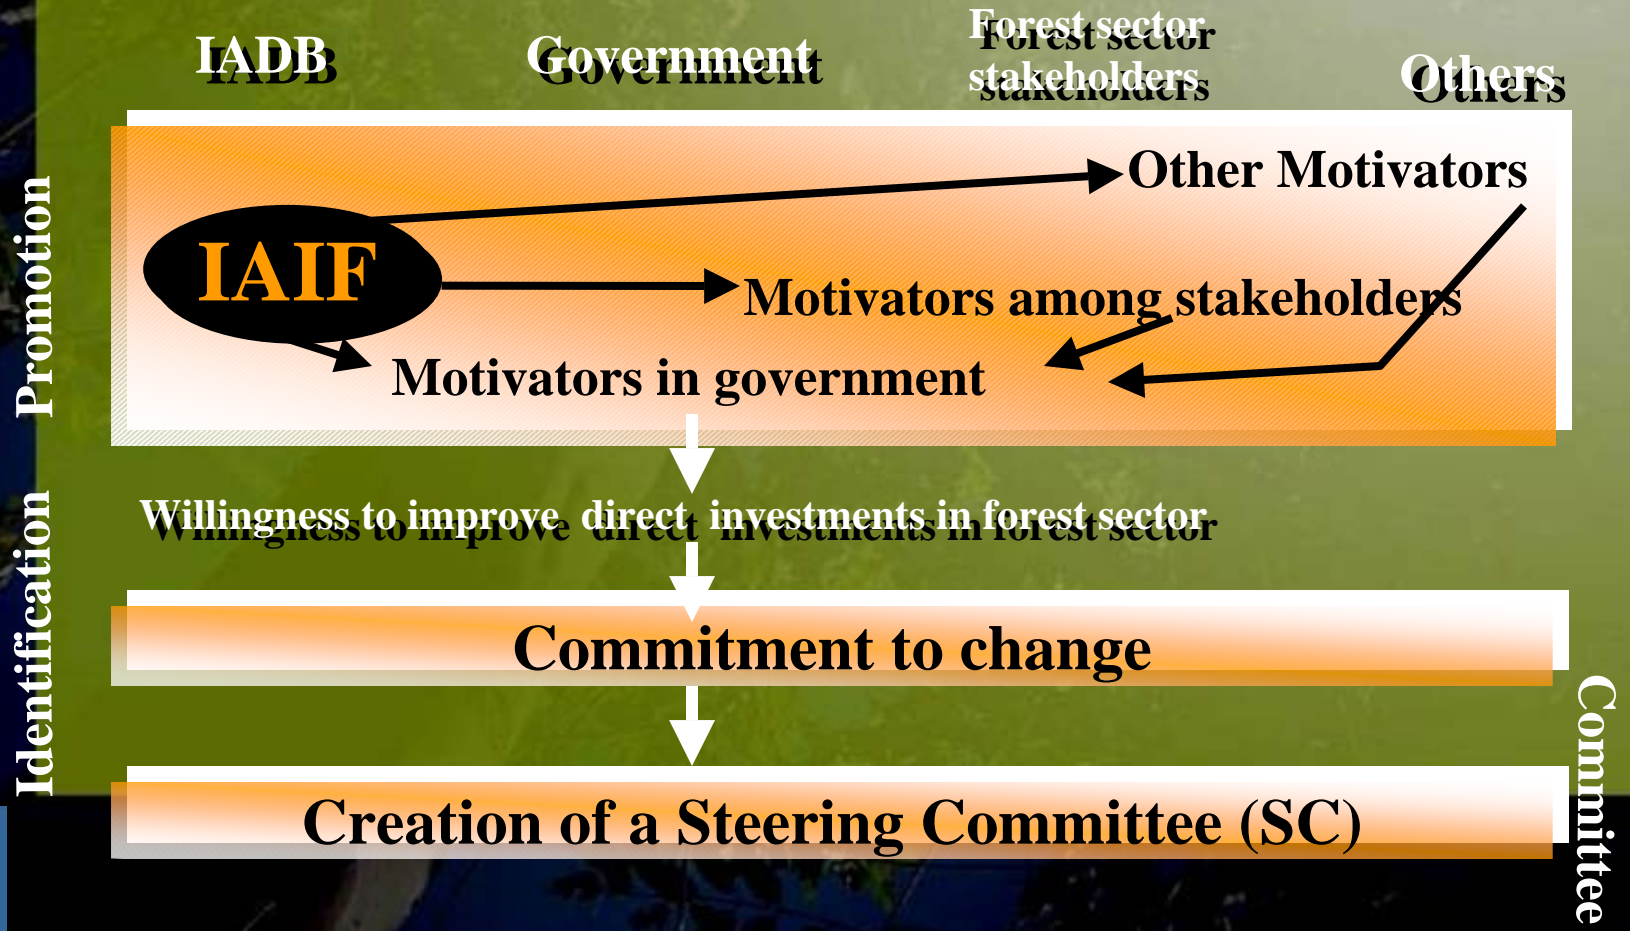 IADB
Government
Forest sector
stakeholders
Others
Promotion
Other Motivators
IAIF
Motivators among stakeholders
Motivators in government
Identification
Willingness to improve  direct  investments in forest sector
Commitment to change
Creation of a Steering Committee (SC)
Committee